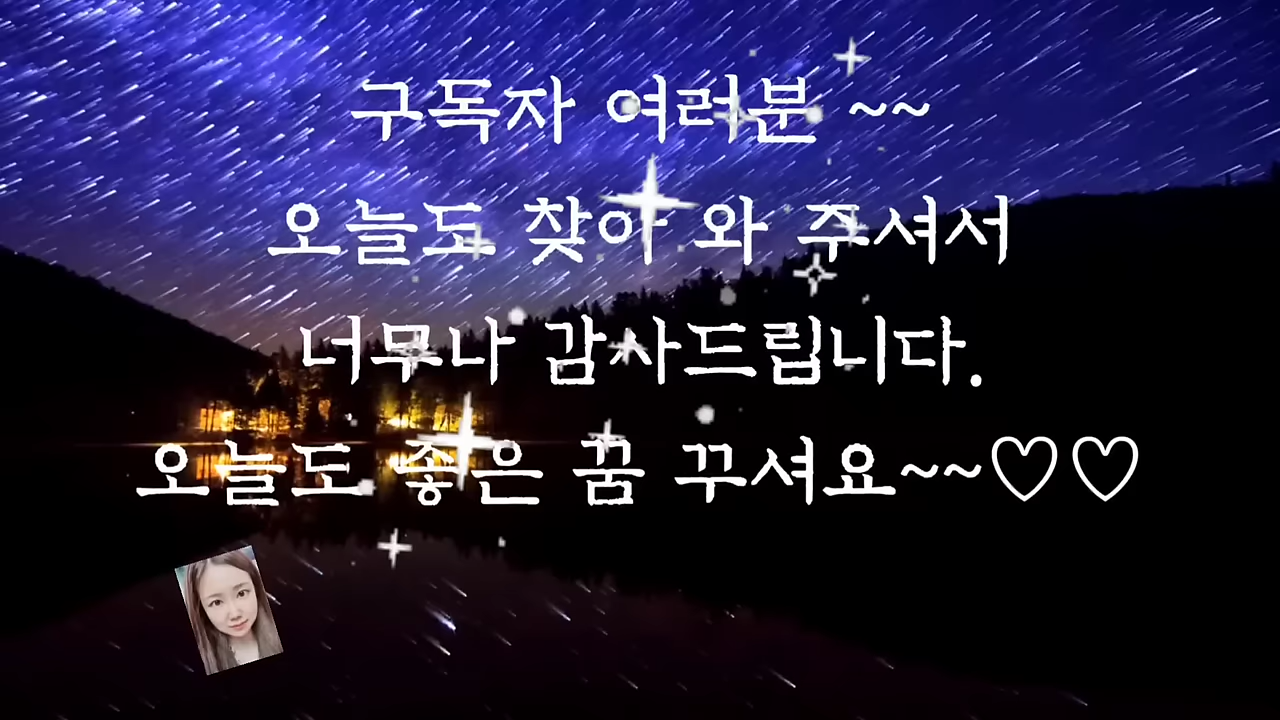 구독자 여러분 ~~
오늘도 찾아 와 주셔서
너무나 감사드립니다.
오늘도 좋은 꿈 꾸셔요~~♡♡